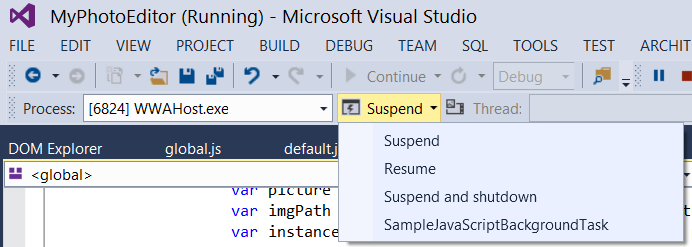 MyPhotoEditor (Running) - Microsoft Visual Studio
FILE EDIT VIEW PROJECT BUILD DEBUG TEAM SQL TOOLS TEST ARCHIT
Continue Debug
Process: [6824] WWAHost.exe Suspend Thread:
Suspend
DOM Explorer global.js default.j
Resume
<global>
Suspend and shutdown
var picture
var imgPath
SampleJavaScriptBackgroundTask
var instance